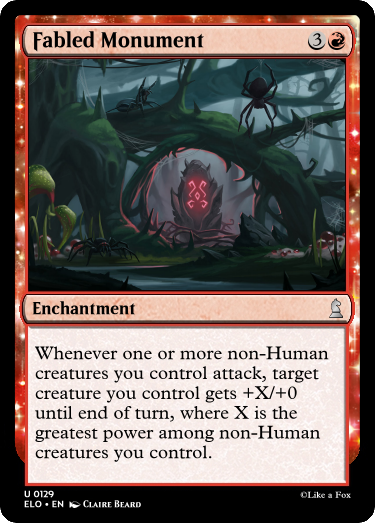 Fabled Monument 3
Enchantment
Whenever one or more non-Human
creatures you control attack, target
creature you control gets +X/+0
until end of turn, where X is the
greatest power among non-Human
creatures you control.
U 0129
ELO • EN Claire Beard
©Like a Fox